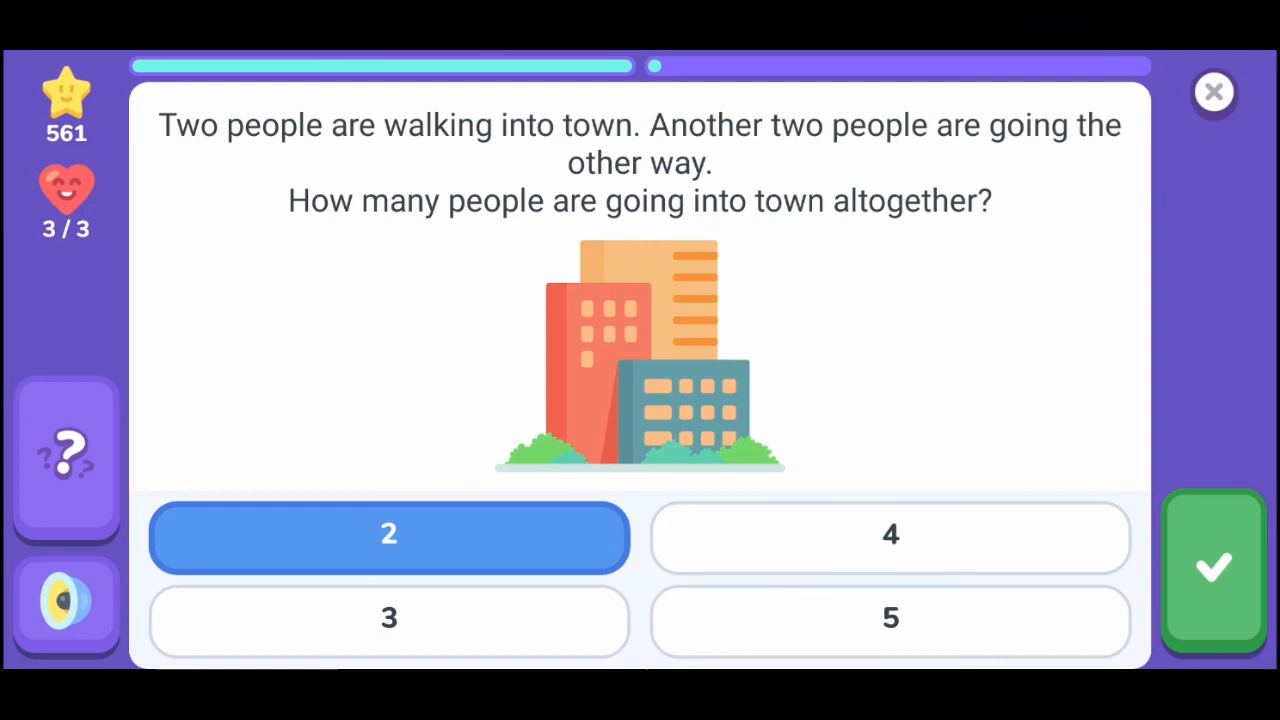 561
3 / 3
Two people are walking into town. Another two people are going the
other way.
How many people are going into town altogether?
?
2
4
3
5